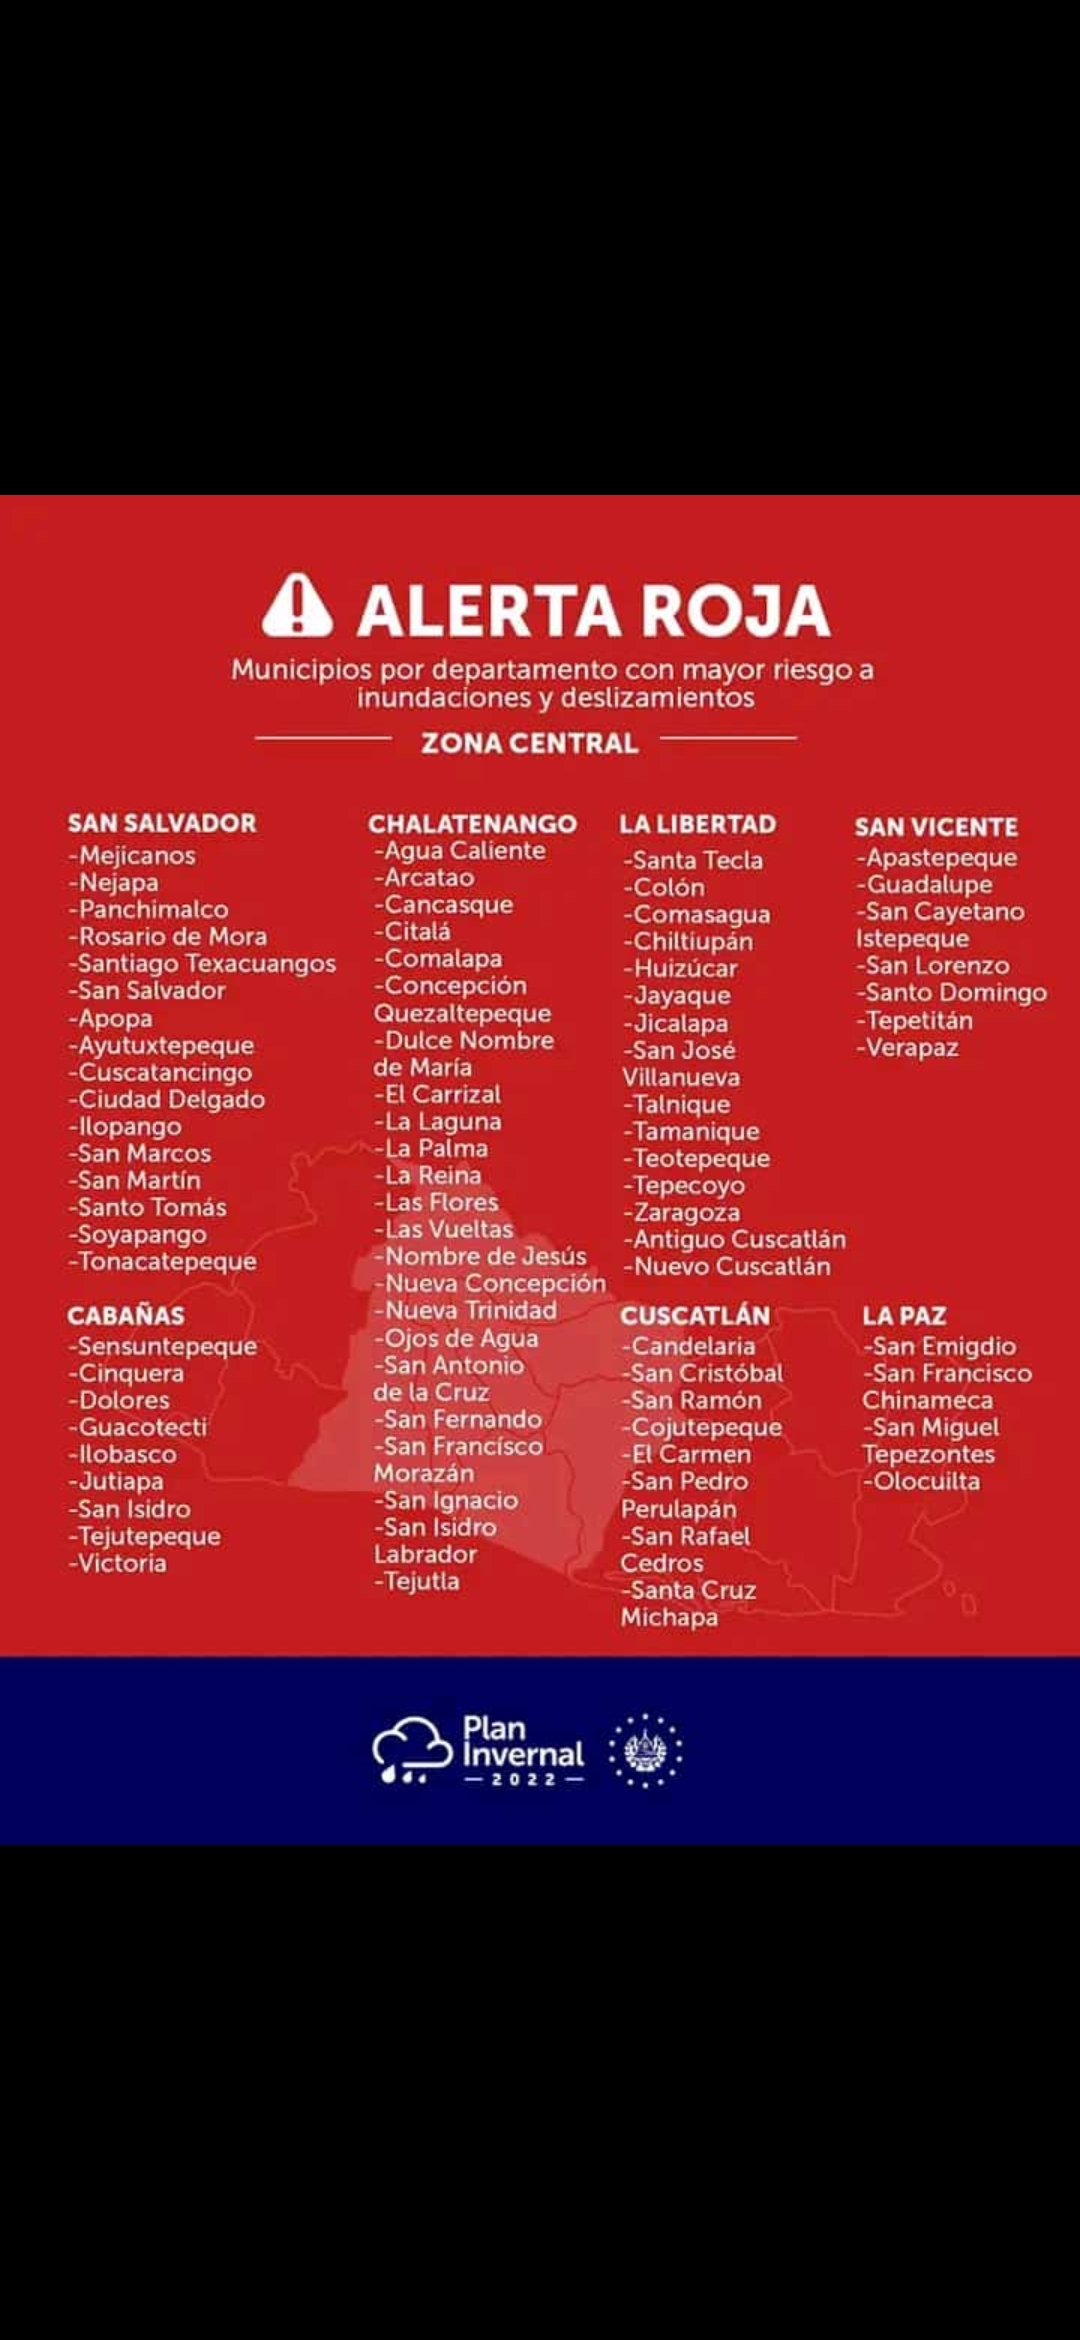 ALERTA ROJA
Municipios por departamento con mayor riesgo a
inundaciones y deslizamientos
ZONA CENTRAL
SAN SALVADOR
-Mejicanos
-Nejapa
-Panchimalco
-Rosario de Mora
-Santiago Texacuangos
-San Salvador
-Apopa
-Ayutuxtepeque
-Cuscatancingo
-Ciudad Delgado
-Ilopango
-San Marcos
-San Martín
-Santo Tomás
-Soyapango
-Tonacatepeque
CHALATENANGO
-Agua Caliente
-Arcatao
-Cancasque
-Citalá
-Comalapa
-Concepción
Quezaltepeque
-Dulce Nombre
de María
-El Carrizal
-La Laguna
-La Palma
-La Reina
-Las Flores
-Las Vueltas
-Nombre de Jesús
-Nueva Concepción
-Nueva Trinidad
-Ojos de Agua
-San Antonio
de la Cruz
-San Fernando
-San Francisco
Morazán
-San Ignacio
-San Isidro
Labrador
-Tejutla
LA LIBERTAD
-Santa Tecla
-Colón
-Comasagua
-Chiltiupán
-Huizúcar
-Jayaque
-Jicalapa
-San José
Villanueva
-Talnique
-Tamanique
-Teotepeque
-Tepecoyo
-Zaragoza
-Antiguo Cuscatlán
-Nuevo Cuscatlán
SAN VICENTE
-Apastepeque
-Guadalupe
-San Cayetano
Istepeque
-San Lorenzo
-Santo Domingo
-Tepetitán
-Verapaz
CABAÑAS
-Sensuntepeque
-Cinquera
-Dolores
-Guacotecti
-Ilobasco
-Jutiapa
-San Isidro
-Tejutepeque
-Victoria
CUSCATLÁN
-Candelaria
-San Cristóbal
-San Ramón
-Cojutepeque
-El Carmen
-San Pedro
Perulapán
-San Rafael
Cedros
-Santa Cruz
Michapa
LA PAZ
-San Emigdio
-San Francisco
Chinameca
-San Miguel
Tepezontes
-Olocuilta
Plan
Invernal
— 2022 —